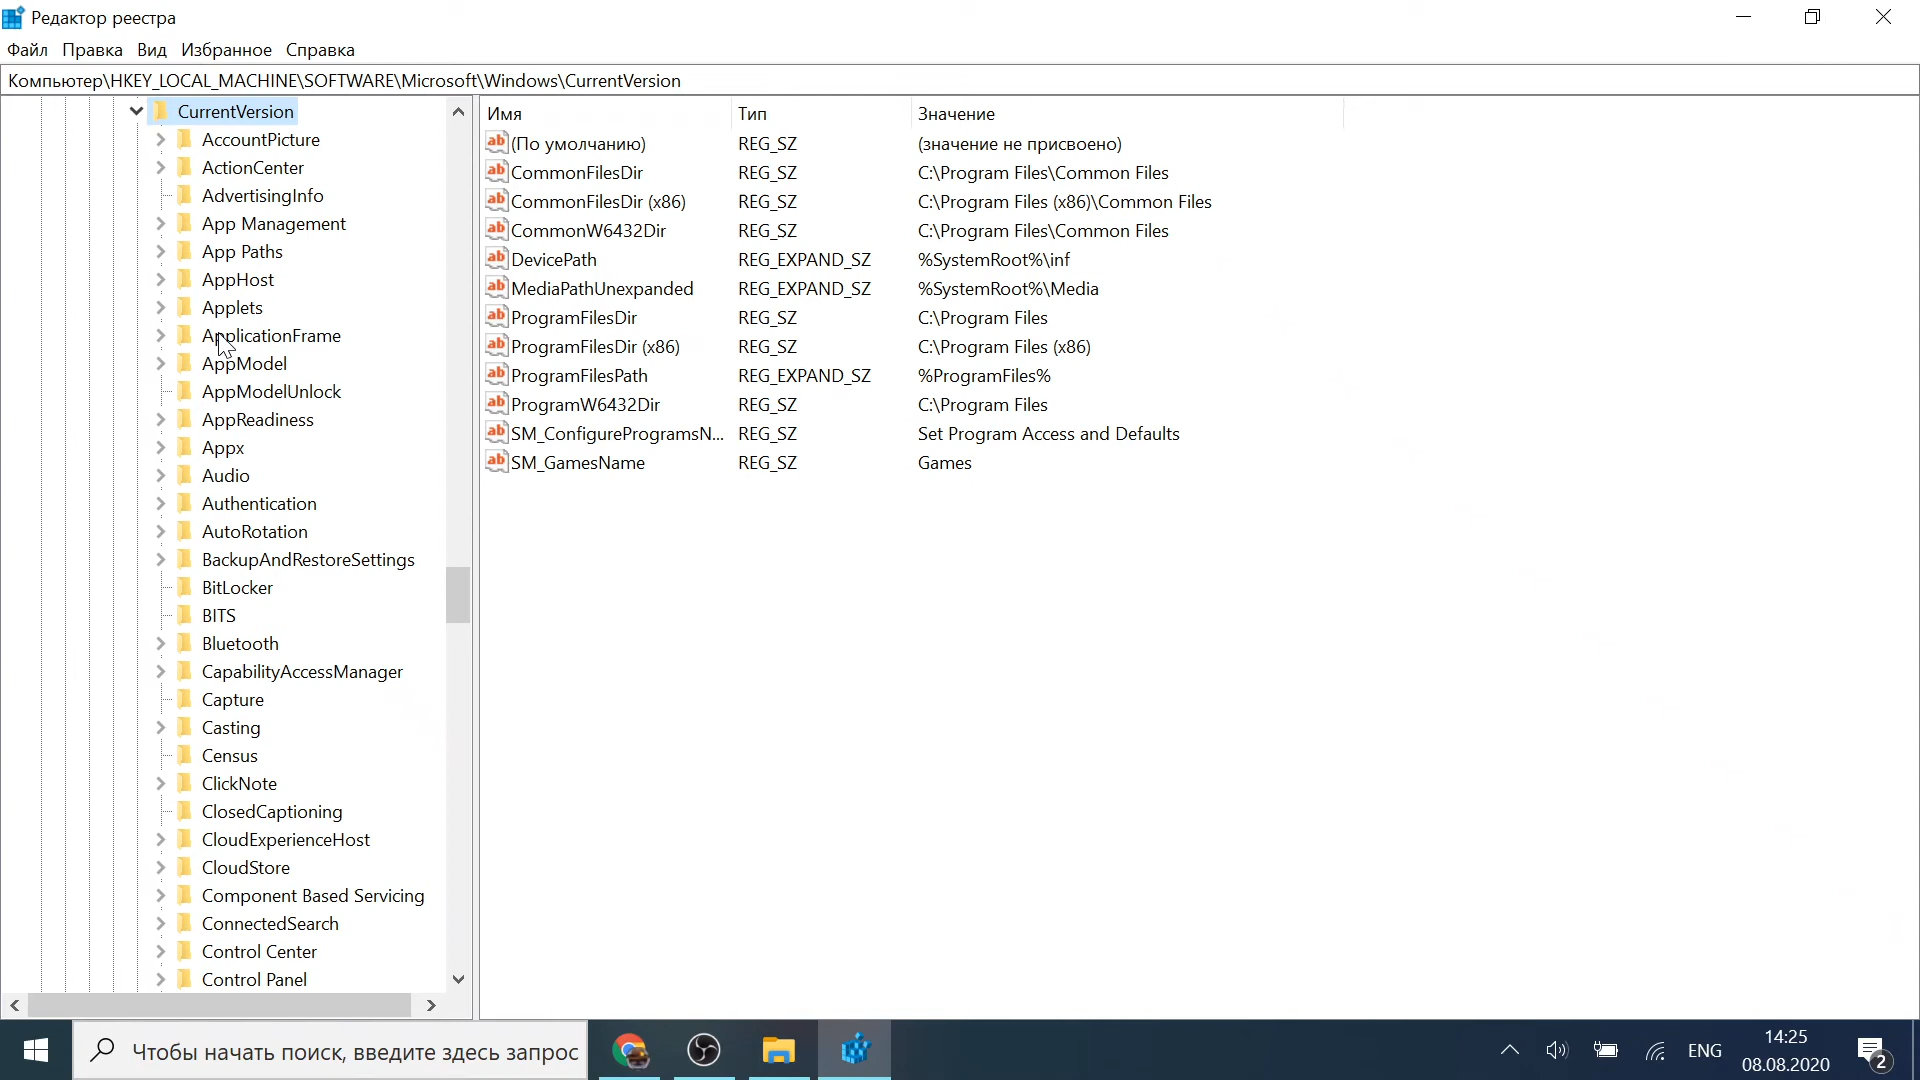 Редактор реестра
Файл Правка Вид Избранное Справка
Компьютер\HKEY_LOCAL_MACHINE\SOFTWARE\Microsoft\Windows\CurrentVersion
CurrentVersion
AccountPicture
ActionCenter
AdvertisingInfo
App Management
App Paths
AppHost
Applets
ApplicationFrame
AppModel
AppModelUnlock
AppReadiness
Appx
Audio
Authentication
AutoRotation
BackupAndRestoreSettings
BitLocker
BITS
Bluetooth
CapabilityAccessManager
Capture
Casting
Census
ClickNote
ClosedCaptioning
CloudExperienceHost
CloudStore
Component Based Servicing
ConnectedSearch
Control Center
Control Panel
Имя Тип Значение
(По умолчанию) REG_SZ (значение не присвоено)
CommonFilesDir REG_SZ C:\Program Files\Common Files
CommonFilesDir (x86) REG_SZ C:\Program Files (x86)\Common Files
CommonW6432Dir REG_SZ C:\Program Files\Common Files
DevicePath REG_EXPAND_SZ %SystemRoot%\inf
MediaPathUnexpanded REG_EXPAND_SZ %SystemRoot%\Media
ProgramFilesDir REG_SZ C:\Program Files
ProgramFilesDir (x86) REG_SZ C:\Program Files (x86)
ProgramFilesPath REG_EXPAND_SZ %ProgramFiles%
ProgramW6432Dir REG_SZ C:\Program Files
SM_ConfigureProgramsN... REG_SZ Set Program Access and Defaults
SM_GamesName REG_SZ Games
Чтобы начать поиск, введите здесь запрос
ENG
14:25
08.08.2020
2